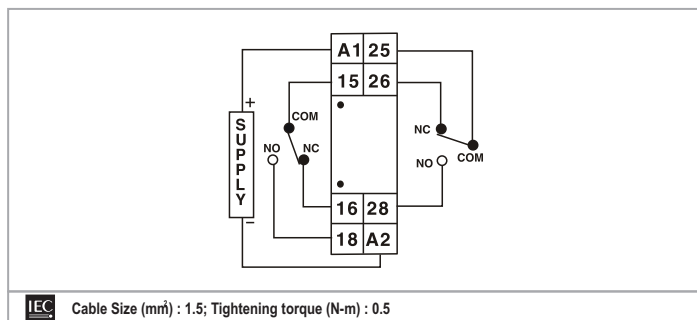 A1 25
15 26
+
COM
NO
NC
NC
COM
NO
SUPPLY
16 28
–
18 A2
IEC Cable Size (mm²) : 1.5; Tightening torque (N-m) : 0.5